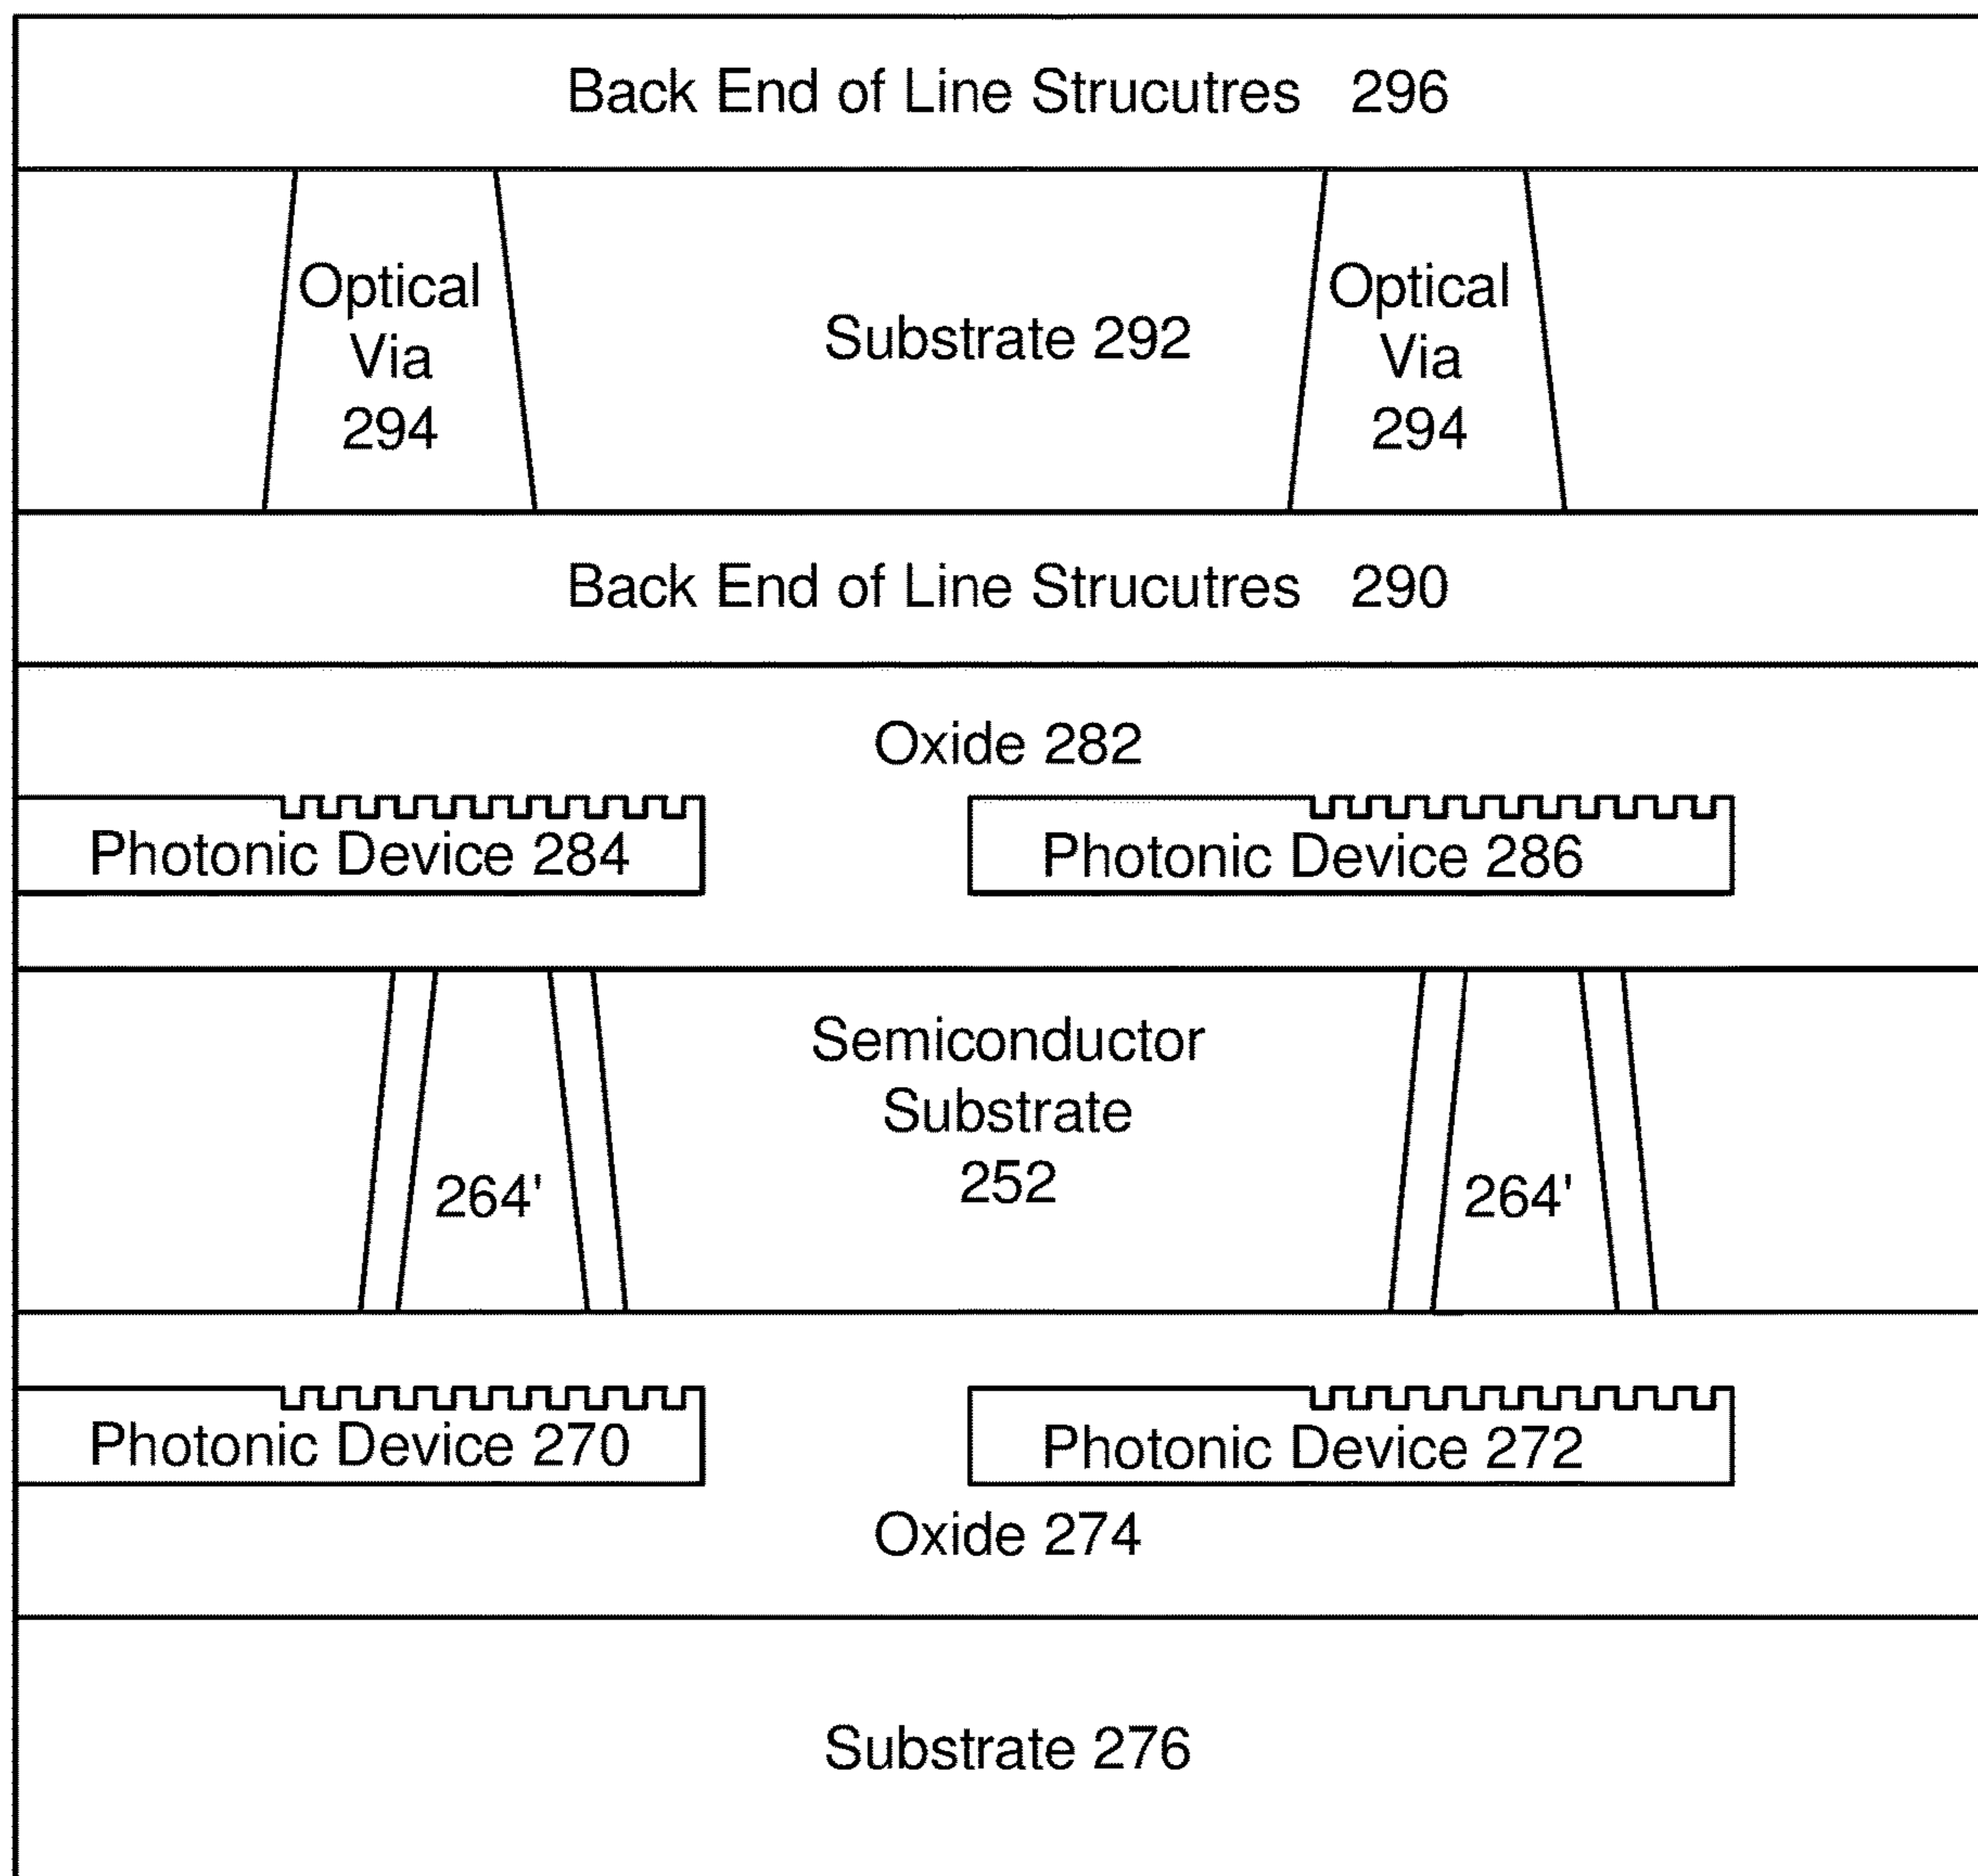 Back End of Line Strucutres 296
Optical
Via
294
Substrate 292
Optical
Via
294
Back End of Line Strucutres 290
Oxide 282
Photonic Device 284
Photonic Device 286
Semiconductor
Substrate
252
264'
264'
Photonic Device 270
Photonic Device 272
Oxide 274
Substrate 276